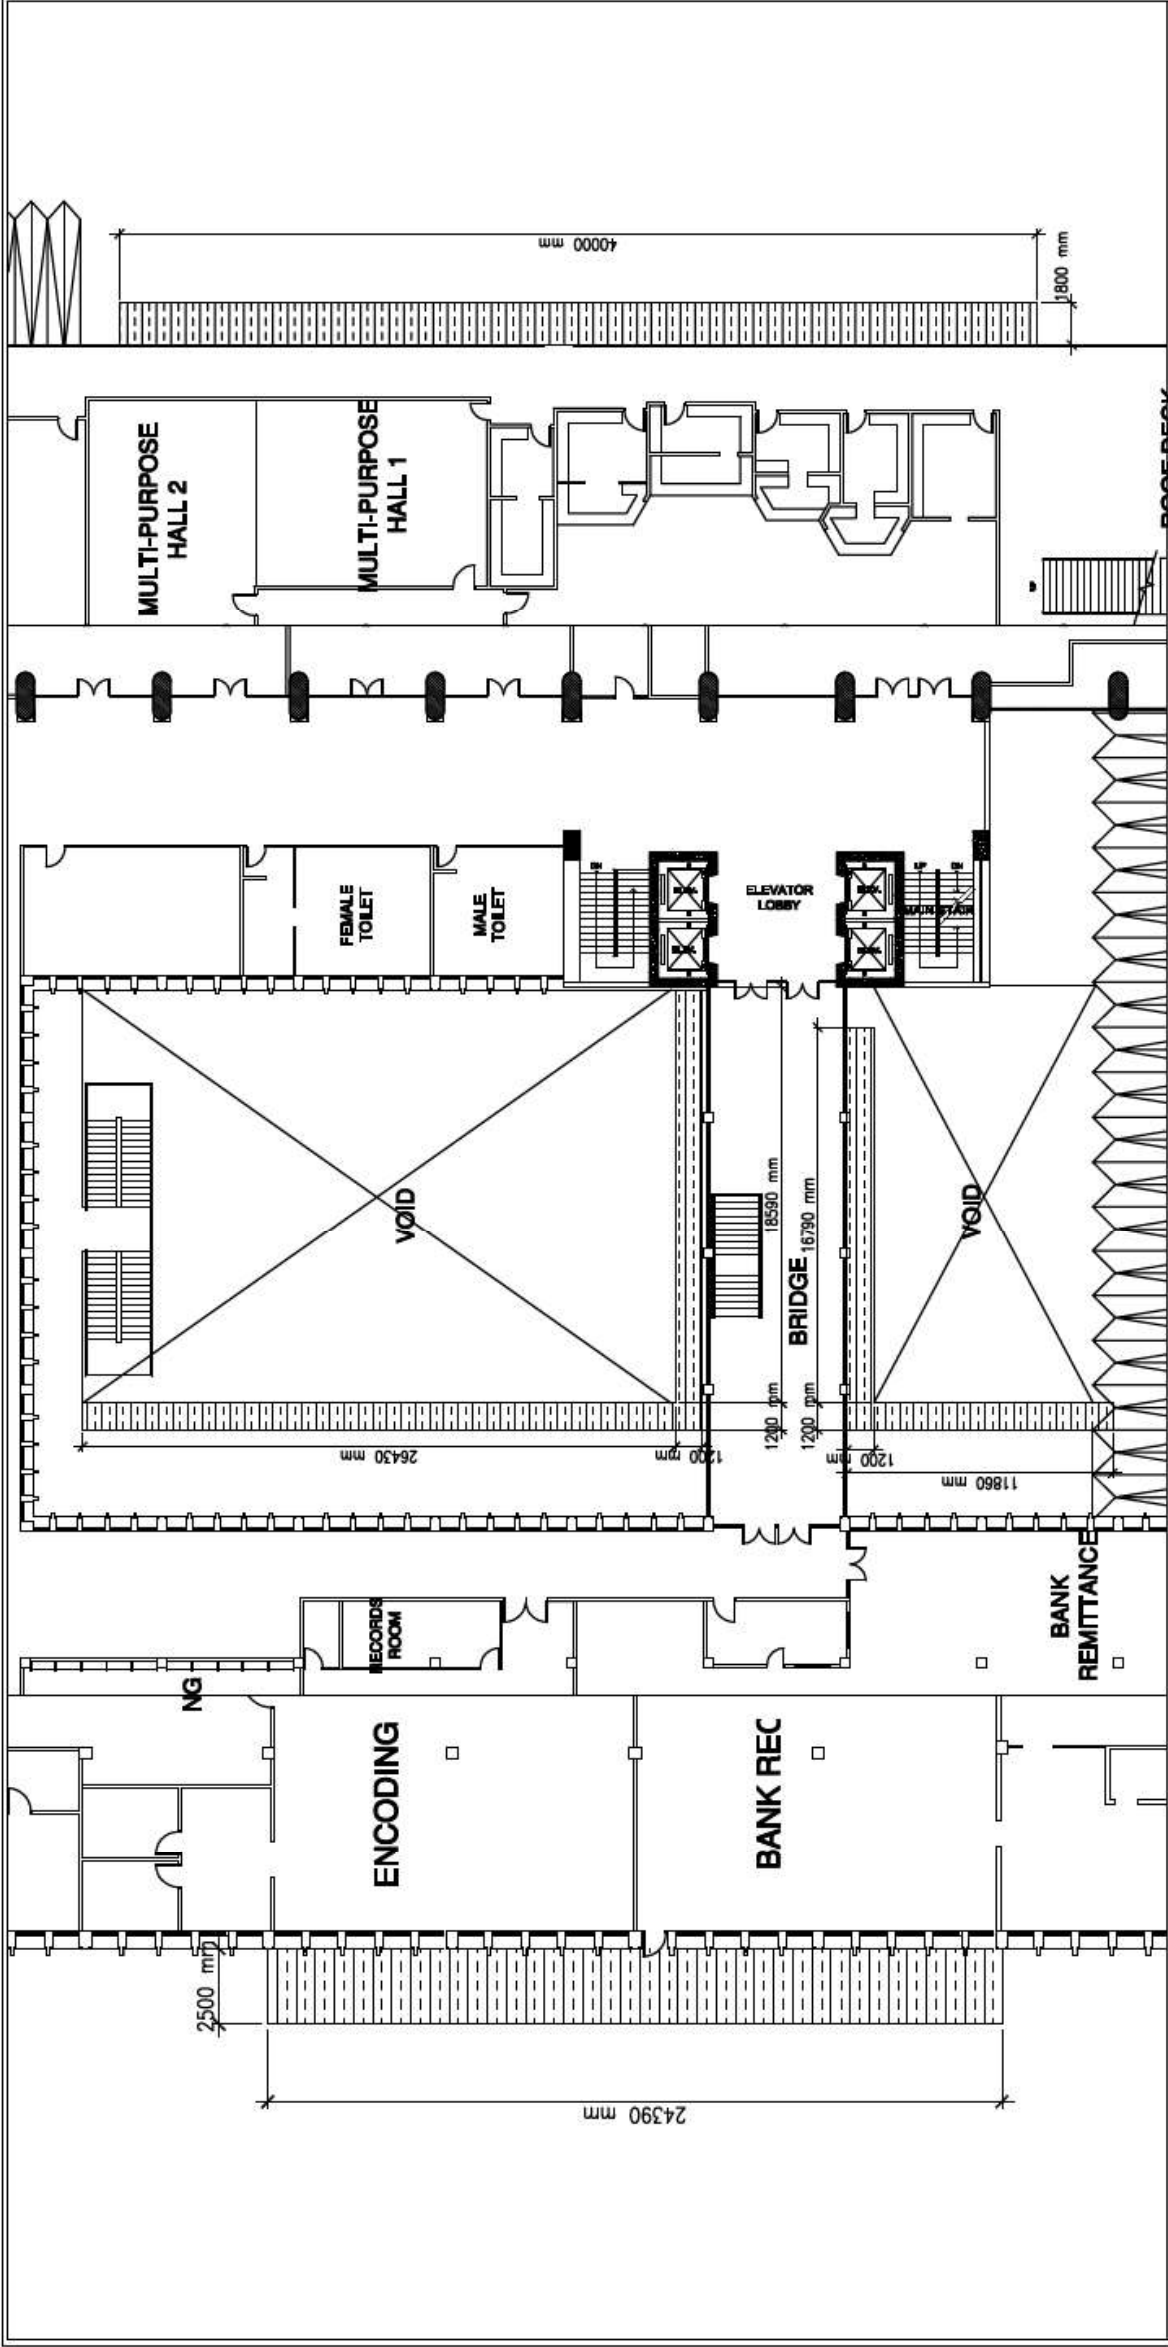 40000 mm
1800 mm
MULTI-PURPOSE
HALL 2
MULTI-PURPOSE
HALL 1
FEMALE
TOILET
MALE
TOILET
DN
ELEVATOR
LOBBY
UP
DN
MAIN STAIR
VOID
VOID
18590 mm
16790 mm
BRIDGE
1200 mm
1200 mm
26430 mm
1200 mm
1200 mm
11860 mm
RECORDS
ROOM
BANK
REMITTANCE
NG
ENCODING
BANK REC
2500 mm
24390 mm